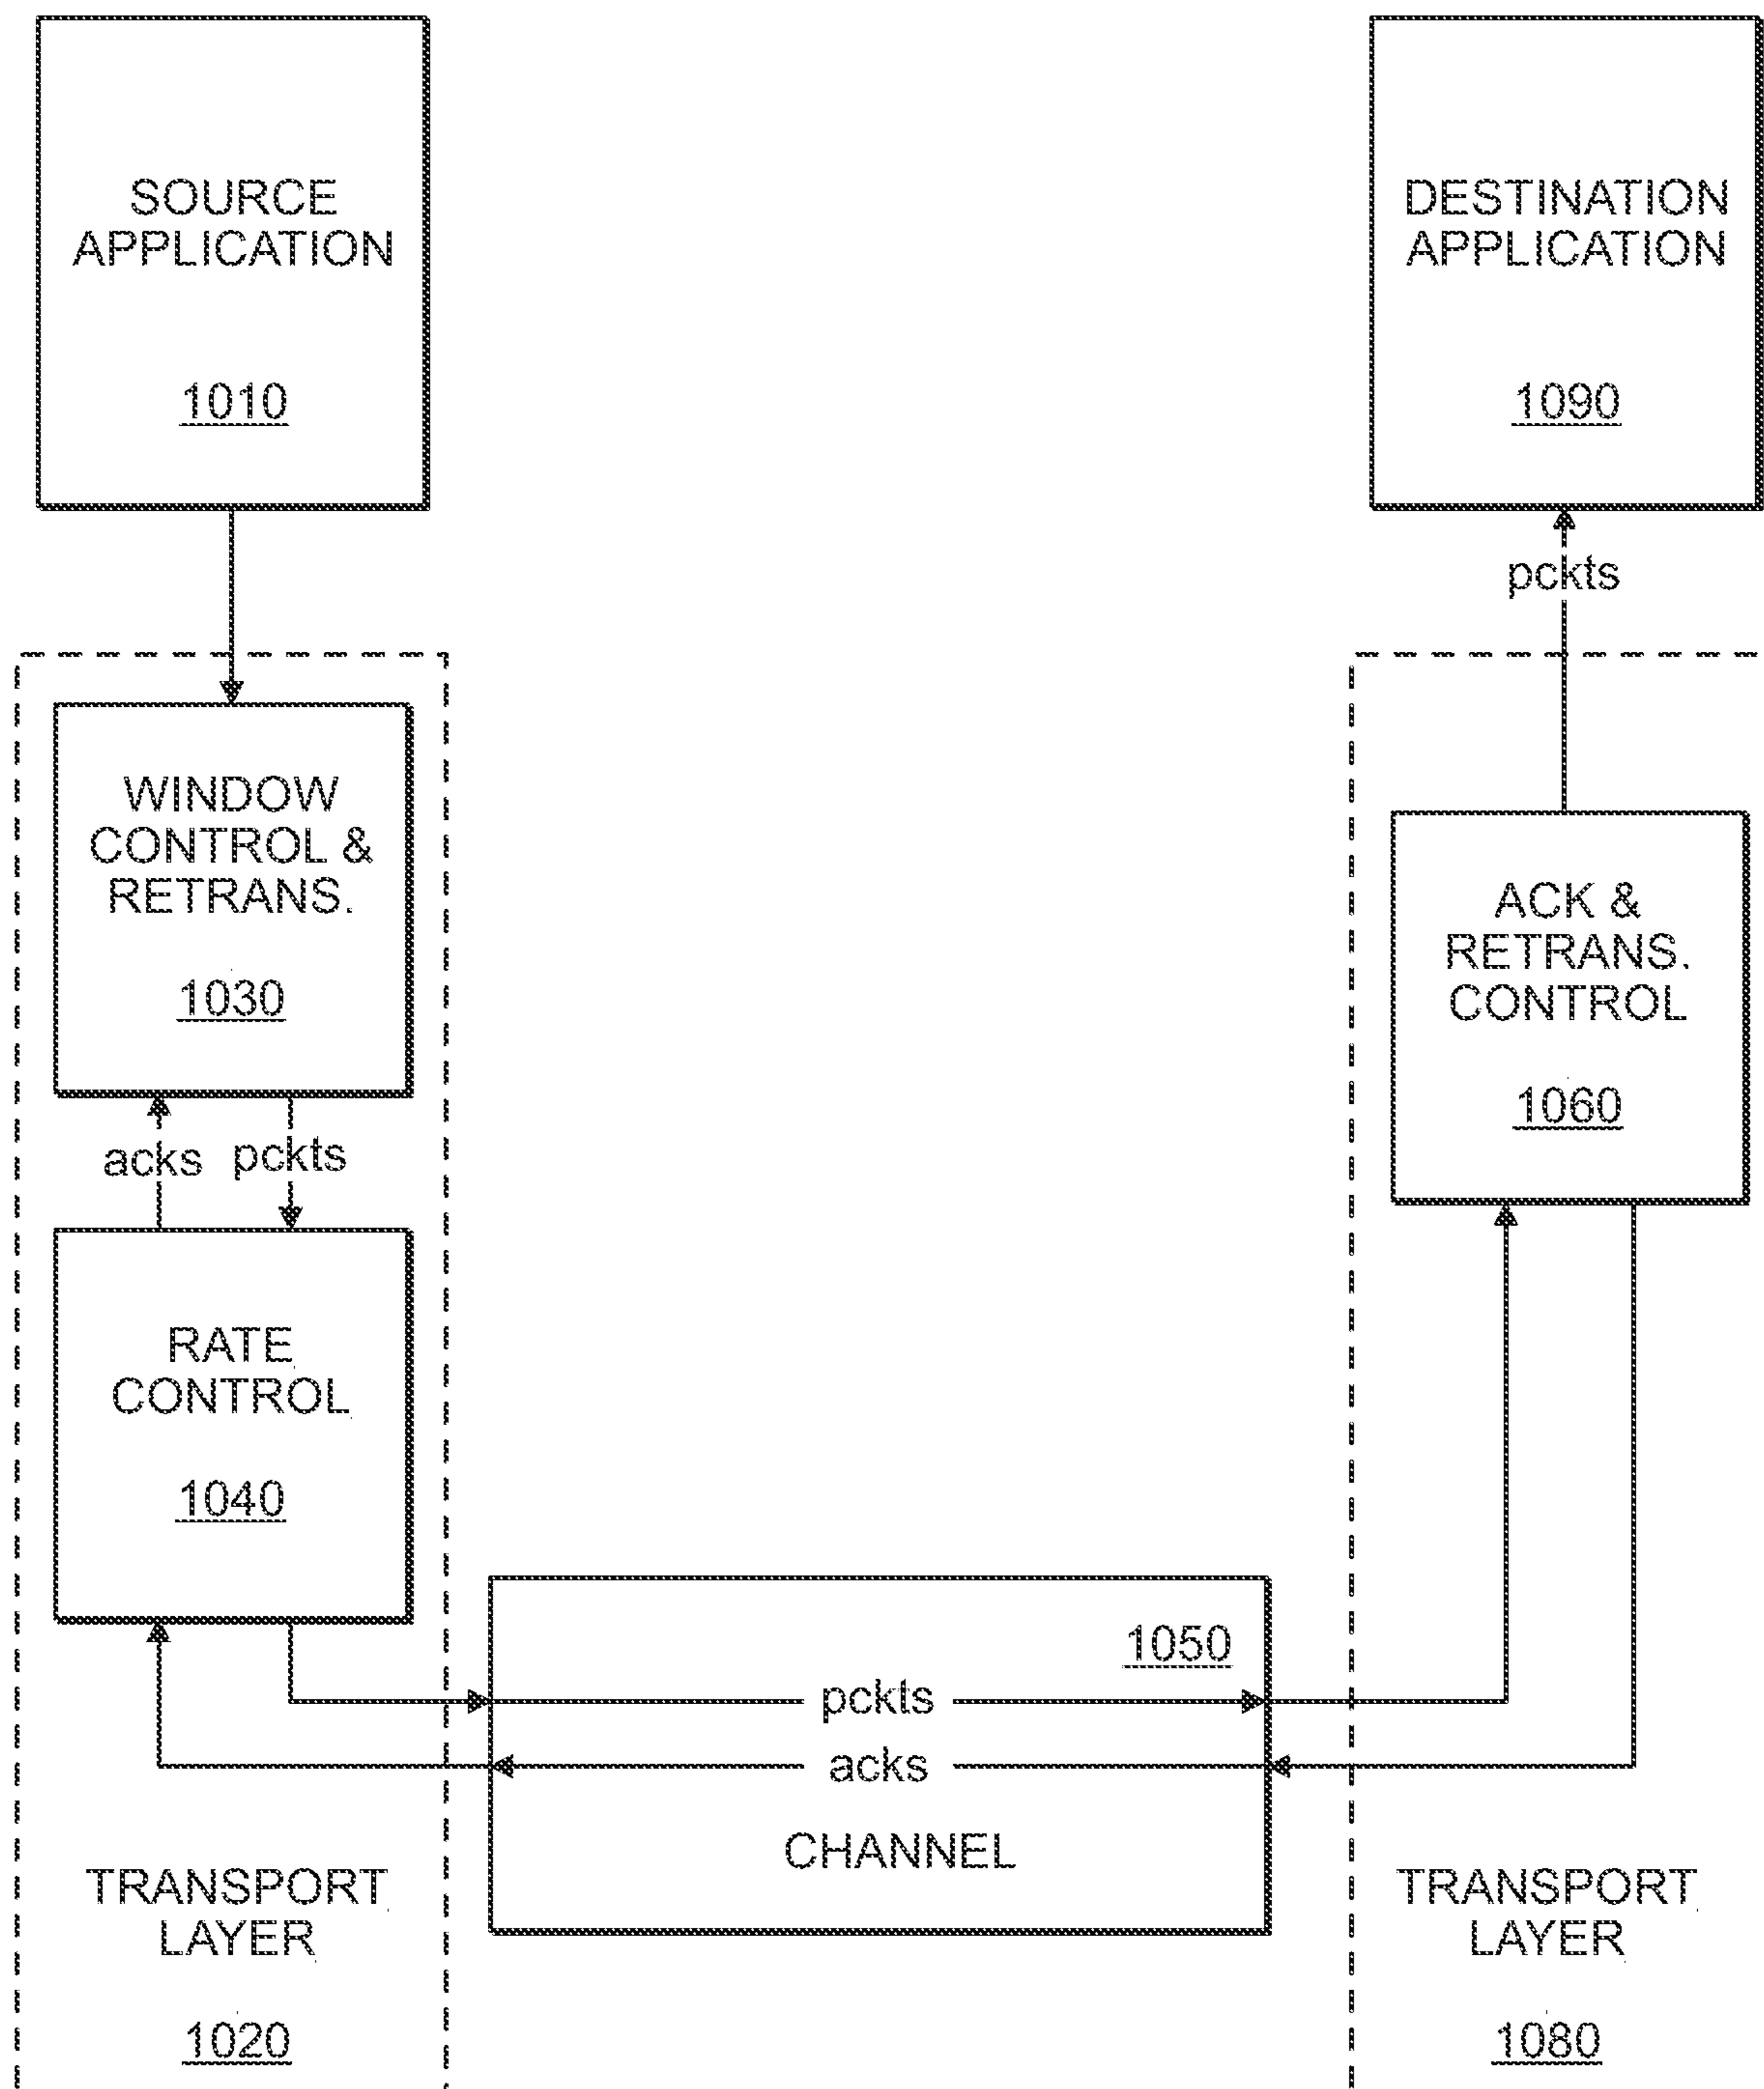 SOURCE
APPLICATION
1010
DESTINATION
APPLICATION
1090
pckts
WINDOW
CONTROL &
RETRANS.
1030
ACK &
RETRANS.
CONTROL
1060
acks pckts
RATE
CONTROL
1040
1050
pckts
acks
CHANNEL
TRANSPORT
LAYER
1020
TRANSPORT
LAYER
1080